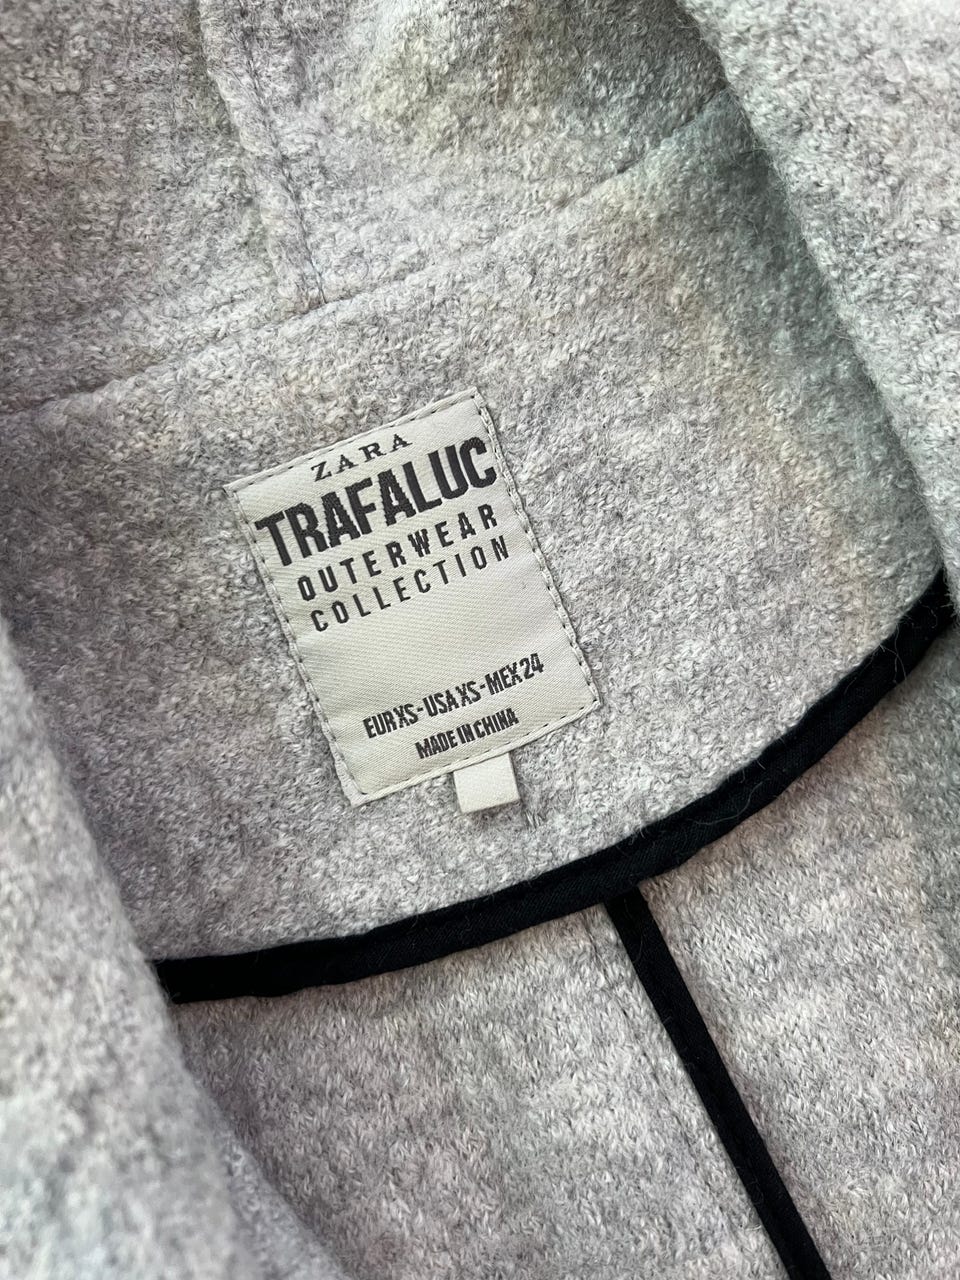 ZARA
TRAFALUC
OUTERWEAR
COLLECTION
EUR XS - USA XS - MEX 24
MADE IN CHINA